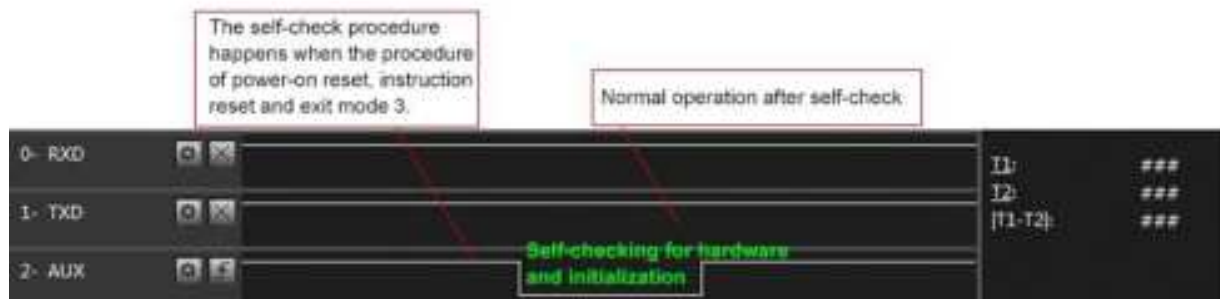 The self-check procedure
happens when the procedure
of power-on reset, instruction
reset and exit mode 3.
Normal operation after self-check
0- RXD
T1: ###
T2: ###
1- TXD
|T1-T2|: ###
Self-checking for hardware
and initialization
2- AUX